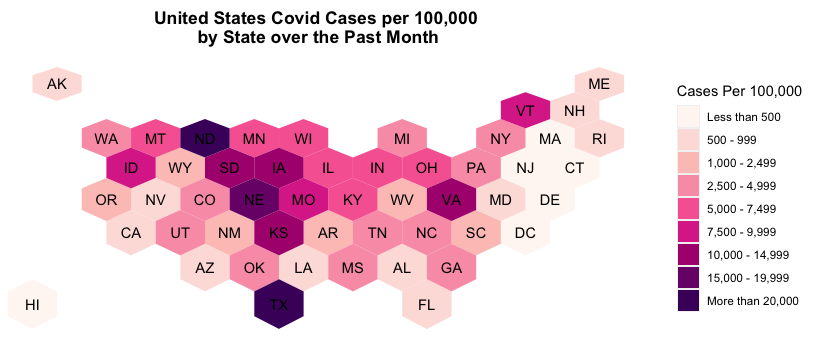 United States Covid Cases per 100,000
by State over the Past Month
AK ME
VT NH
WA MT ND MN WI MI NY MA RI
ID WY SD IA IL IN OH PA NJ CT
OR NV CO NE MO KY WV VA MD DE
CA UT NM KS AR TN NC SC DC
AZ OK LA MS AL GA
HI TX FL
Cases Per 100,000
Less than 500
500 - 999
1,000 - 2,499
2,500 - 4,999
5,000 - 7,499
7,500 - 9,999
10,000 - 14,999
15,000 - 19,999
More than 20,000